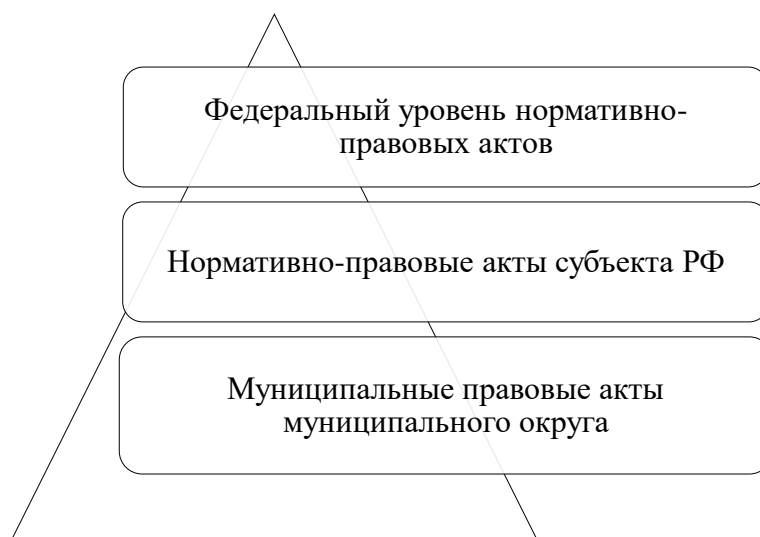 Федеральный уровень нормативно-
правовых актов
Нормативно-правовые акты субъекта РФ
Муниципальные правовые акты
муниципального округа